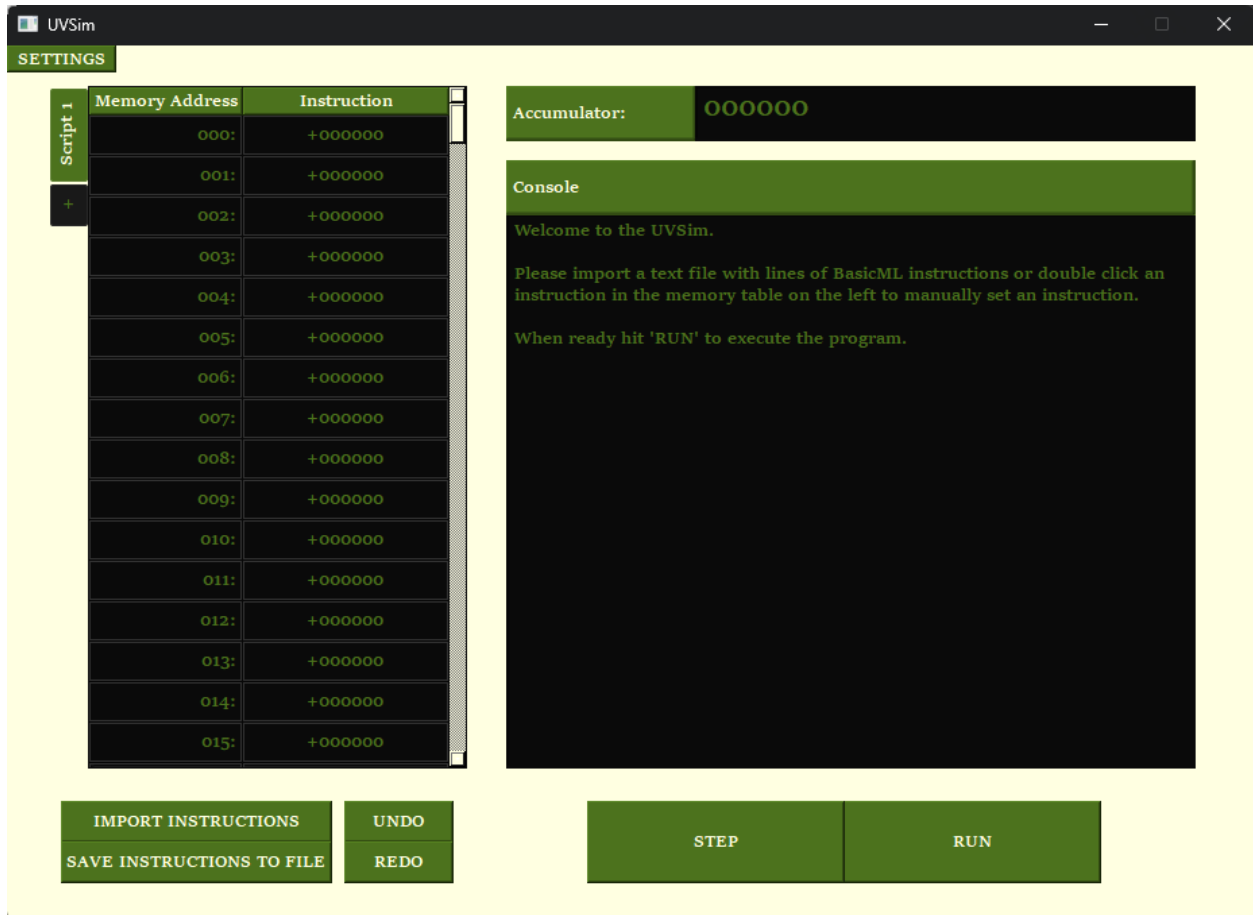 UVSim
SETTINGS
Script 1
+
Memory Address Instruction
000: +000000
001: +000000
002: +000000
003: +000000
004: +000000
005: +000000
006: +000000
007: +000000
008: +000000
009: +000000
010: +000000
011: +000000
012: +000000
013: +000000
014: +000000
015: +000000
IMPORT INSTRUCTIONS
SAVE INSTRUCTIONS TO FILE
UNDO
REDO
Accumulator: 000000
Console
Welcome to the UVSim.
Please import a text file with lines of BasicML instructions or double click an
instruction in the memory table on the left to manually set an instruction.
When ready hit 'RUN' to execute the program.
STEP
RUN